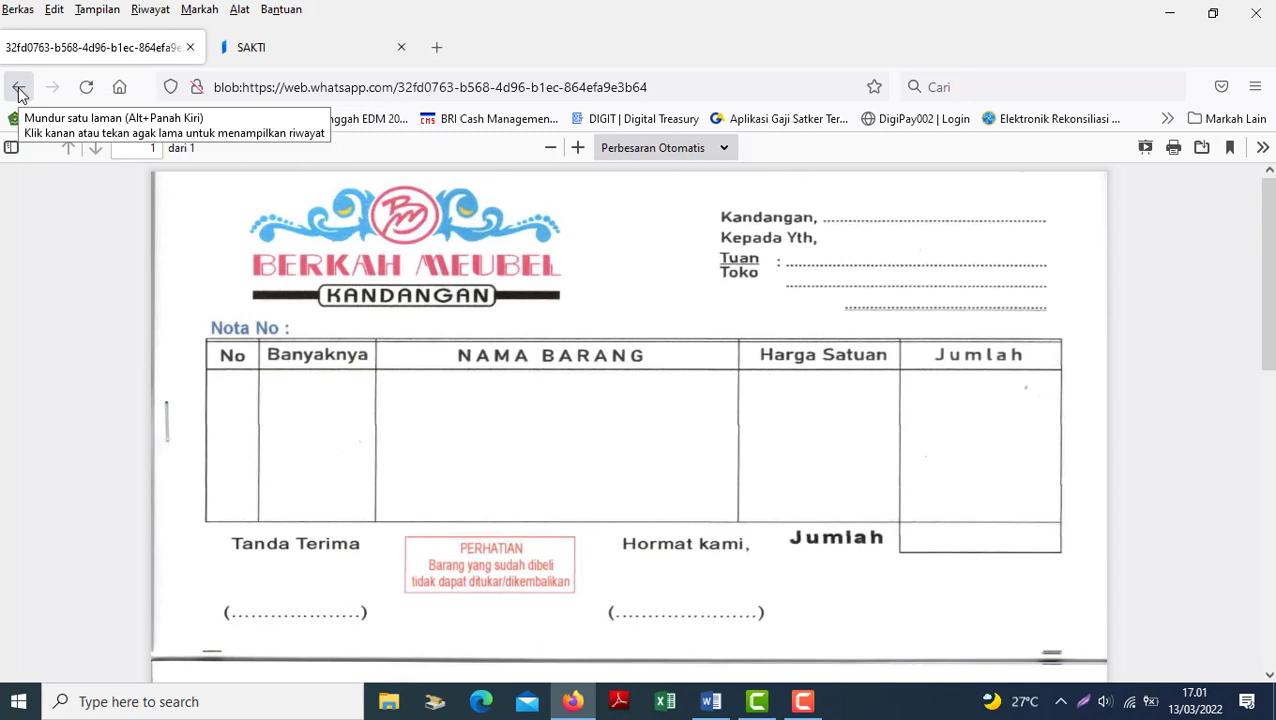 Berkas Edit Tampilan Riwayat Markah Alat Bantuan
32fd0763-b568-4d96-b1ec-864efa9e SAKTI
blob:https://web.whatsapp.com/32fd0763-b568-4d96-b1ec-864efa9e3b64 Cari
Mundur satu laman (Alt+Panah Kiri)
Klik kanan atau tekan agak lama untuk menampilkan riwayat
nggah EDM 20... BRI Cash Managemen... DIGIT | Digital Treasury Aplikasi Gaji Satker Ter... DigiPay002 | Login Elektronik Rekonsiliasi ... Markah Lain
1 dari 1 Perbesaran Otomatis
BM
BERKAH MEUBEL
KANDANGAN
Kandangan, ..........
Kepada Yth,
Tuan : ..........
Toko ..........
Nota No :
No Banyaknya NAMA BARANG Harga Satuan Jumlah
Tanda Terima Hormat kami, Jumlah
PERHATIAN
Barang yang sudah dibeli
tidak dapat ditukar/dikembalikan
(....................) (......................)
Type here to search 27°C 17.01
13/03/2022